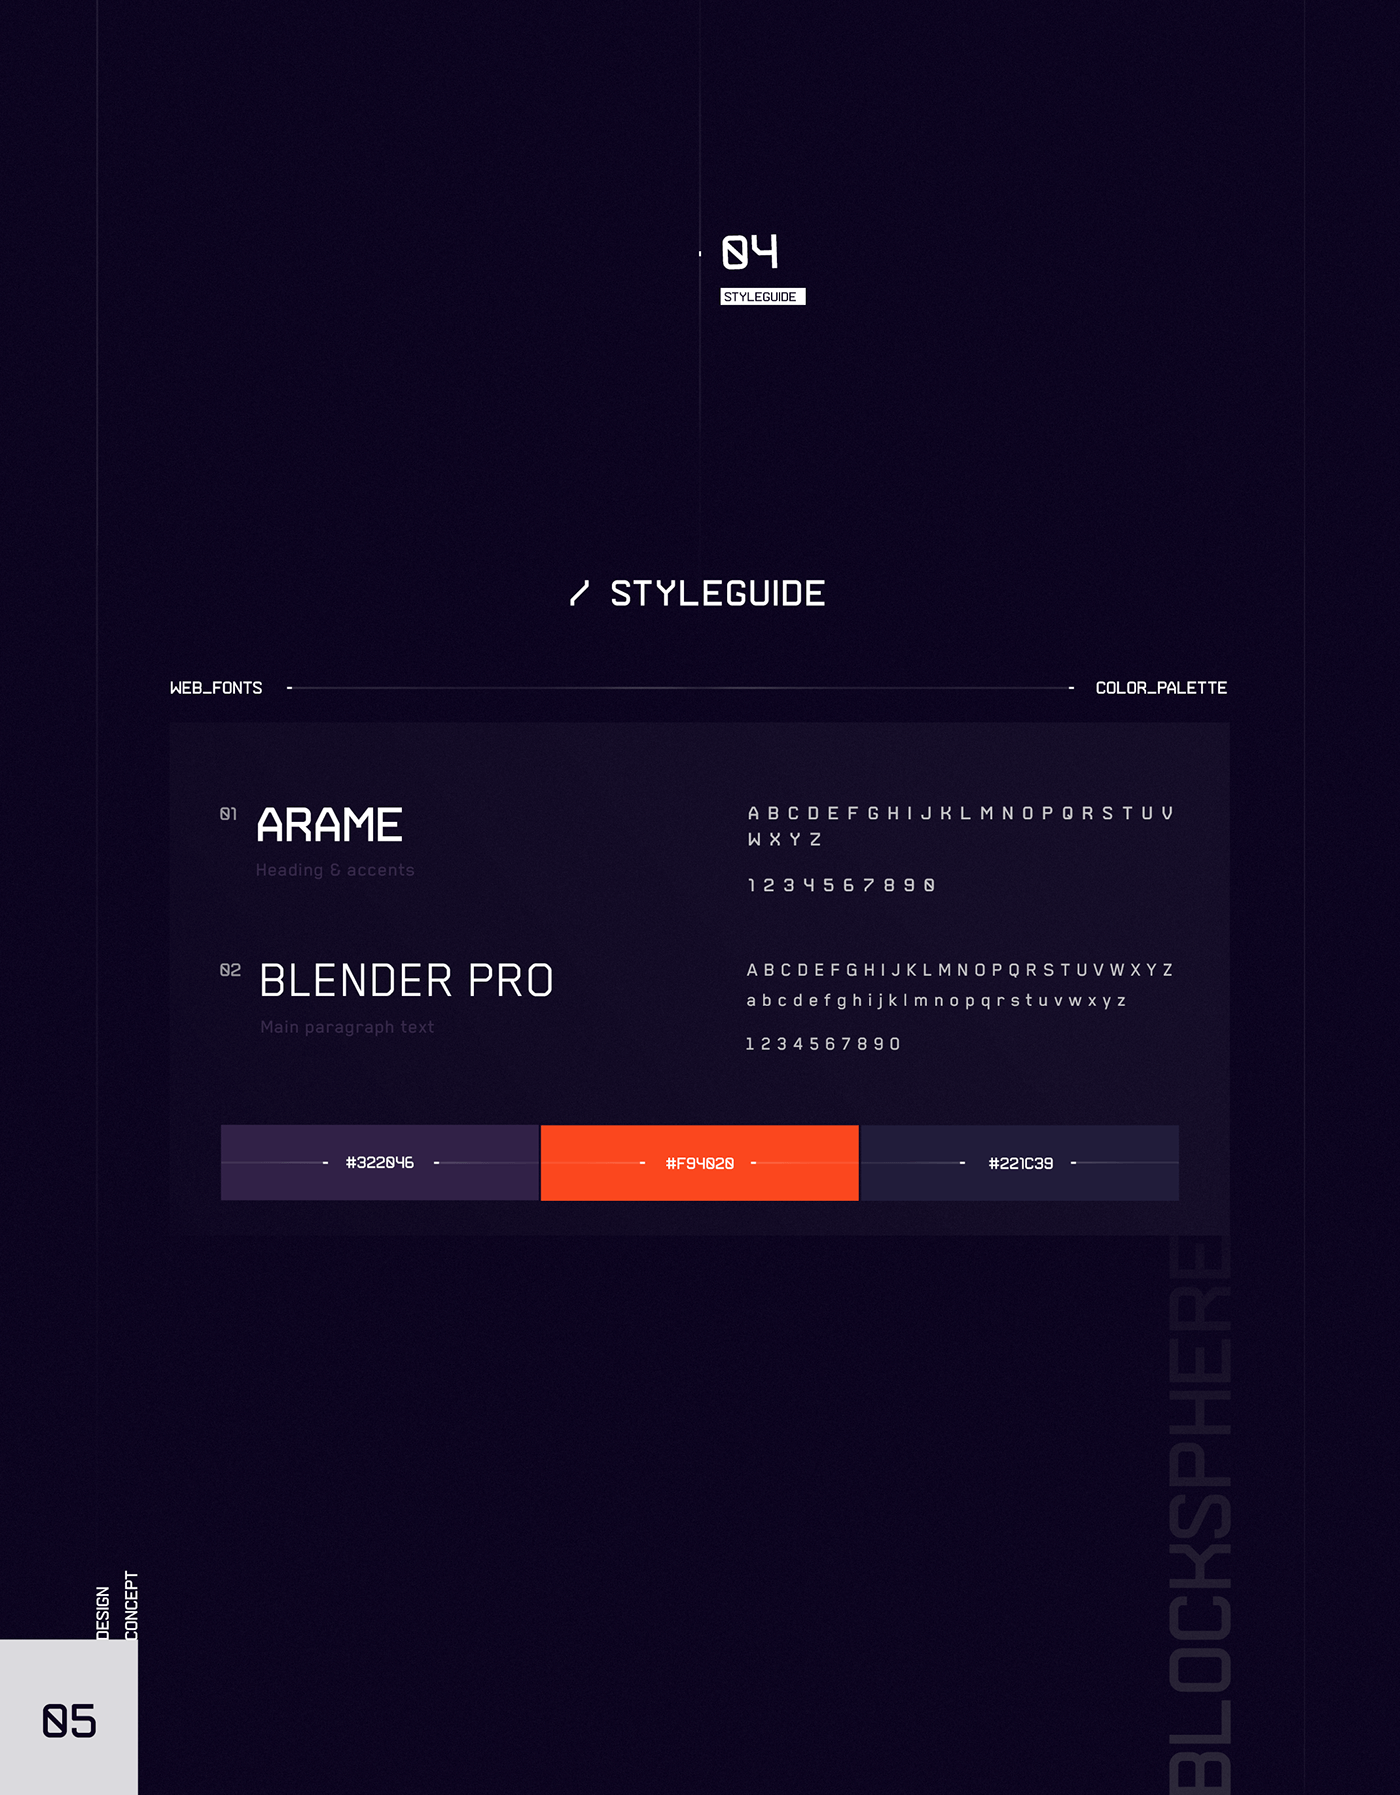 04
STYLEGUIDE
/ STYLEGUIDE
WEB_FONTS
COLOR_PALETTE
01
ARAME
Heading & accents
A B C D E F G H I J K L M N O P Q R S T U V
W X Y Z
1 2 3 4 5 6 7 8 9 0
02
BLENDER PRO
Main paragraph text
A B C D E F G H I J K L M N O P Q R S T U V W X Y Z
a b c d e f g h i j k l m n o p q r s t u v w x y z
1 2 3 4 5 6 7 8 9 0
#322046
#F94020
#221C39
BLOCKSPHERE
DESIGN
CONCEPT
05